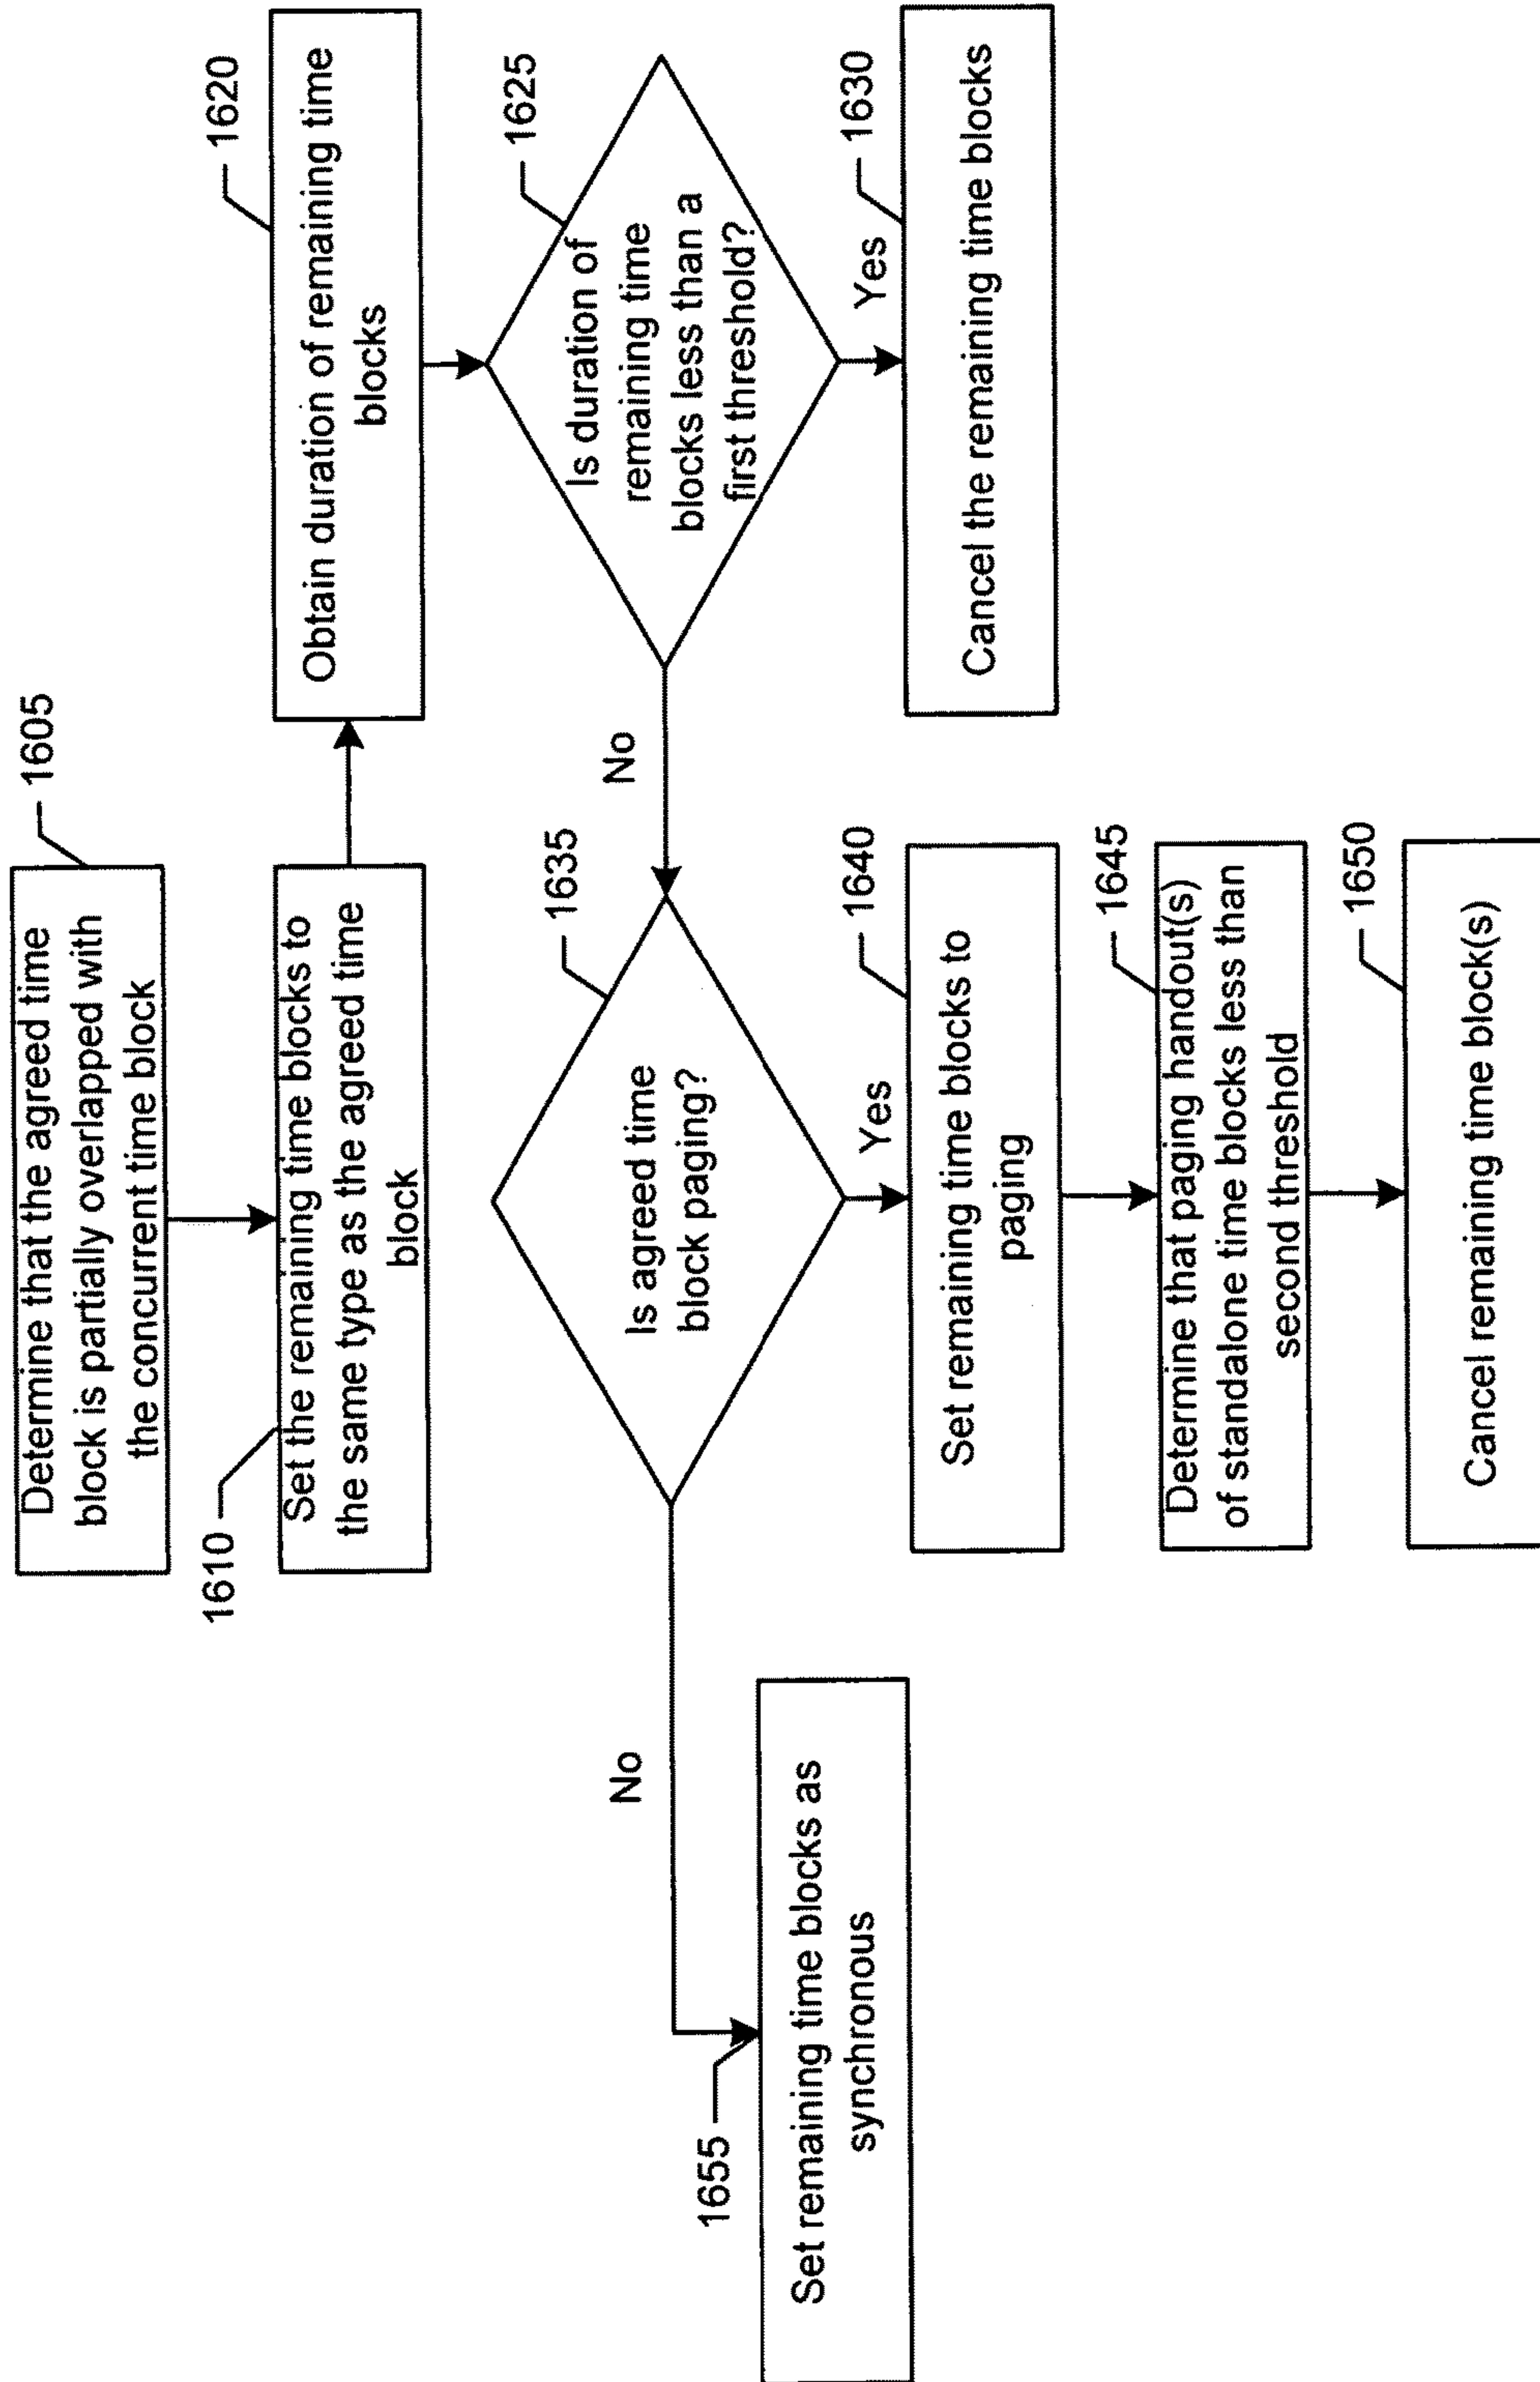 1605
Determine that the agreed time
block is partially overlapped with
the concurrent time block
1610
Set the remaining time blocks to
the same type as the agreed time
block
1620
Obtain duration of remaining time
blocks
1625
Is duration of
remaining time
blocks less than a
first threshold?
Yes
1630
Cancel the remaining time blocks
No
1635
Is agreed time
block paging?
Yes
1640
Set remaining time blocks to
paging
1645
Determine that paging handout(s)
of standalone time blocks less than
second threshold
1650
Cancel remaining time block(s)
No
1655
Set remaining time blocks as
synchronous